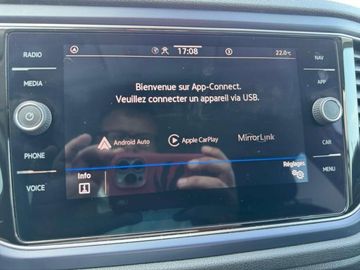 RADIO
17:08
22.0°C
NAV
MEDIA
APP
Bienvenue sur App-Connect.
Veuillez connecter un appareil via USB.
Android Auto
Apple CarPlay
MirrorLink
PHONE
CAR
Info
Réglages
VOICE
MENU